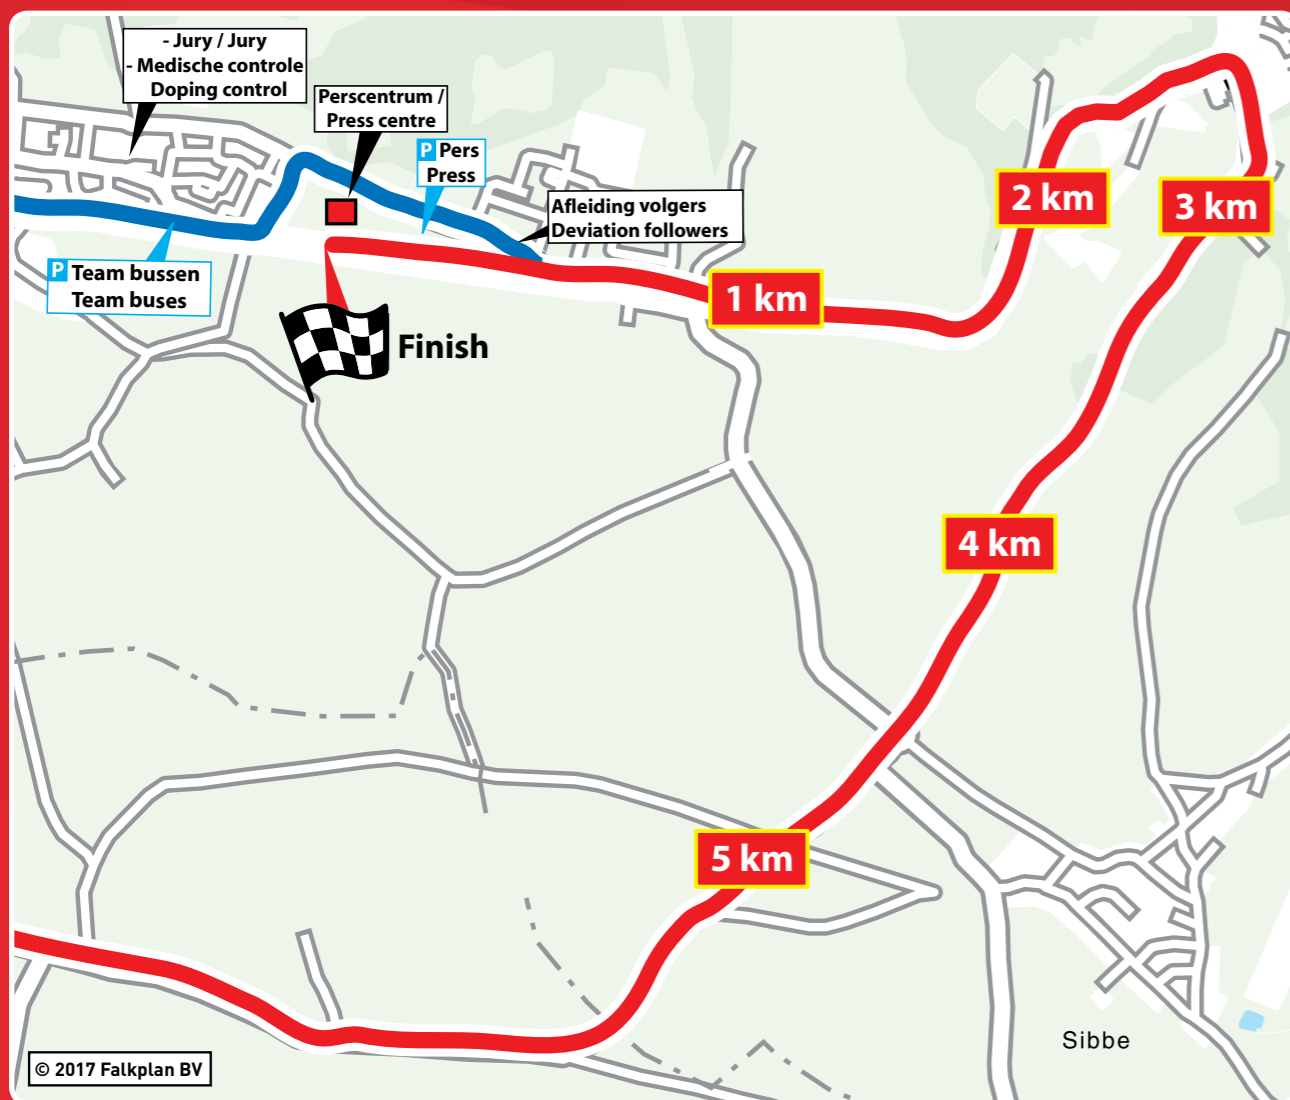 - Jury / Jury
- Medische controle
Doping control
Perscentrum /
Press centre
P Pers
Press
Afleiding volgers
Deviation followers
2 km
3 km
P Team bussen
Team buses
1 km
Finish
4 km
5 km
Sibbe
© 2017 Falkplan BV